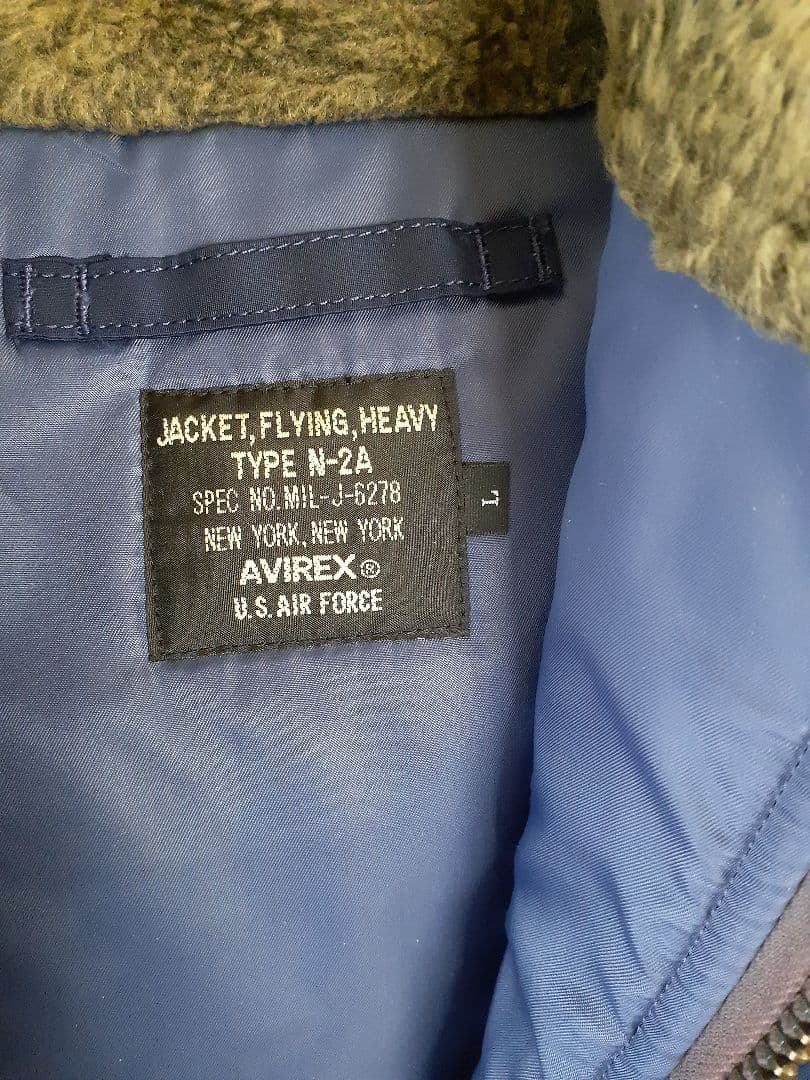 JACKET, FLYING, HEAVY
TYPE N-2A
SPEC NO. MIL-J-6278
NEW YORK, NEW YORK
AVIREX®
U.S. AIR FORCE
L